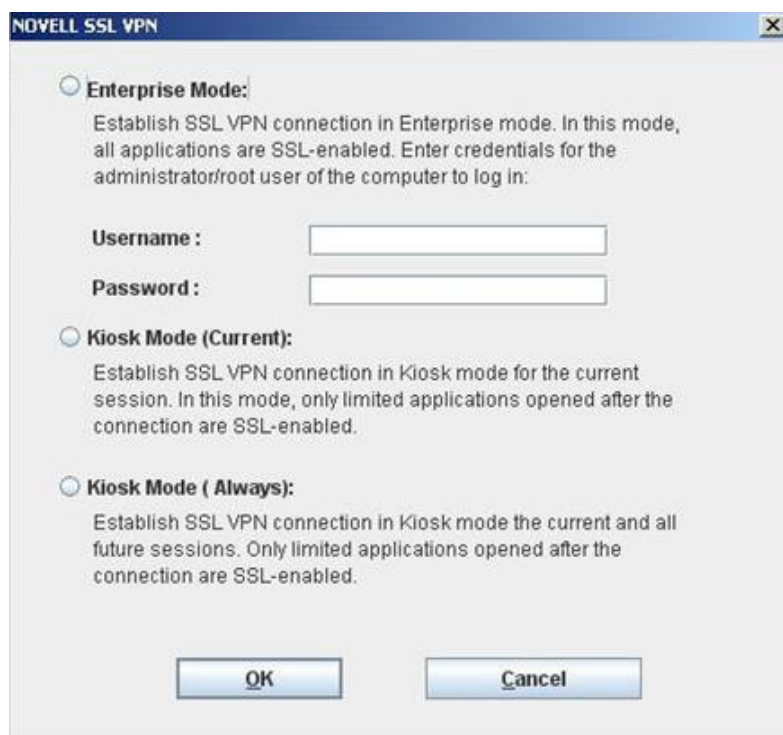 NOVELL SSL VPN
Enterprise Mode:
Establish SSL VPN connection in Enterprise mode. In this mode,
all applications are SSL-enabled. Enter credentials for the
administrator/root user of the computer to log in:
Username :
Password :
Kiosk Mode (Current):
Establish SSL VPN connection in Kiosk mode for the current
session. In this mode, only limited applications opened after the
connection are SSL-enabled.
Kiosk Mode ( Always):
Establish SSL VPN connection in Kiosk mode the current and all
future sessions. Only limited applications opened after the
connection are SSL-enabled.
OK
Cancel